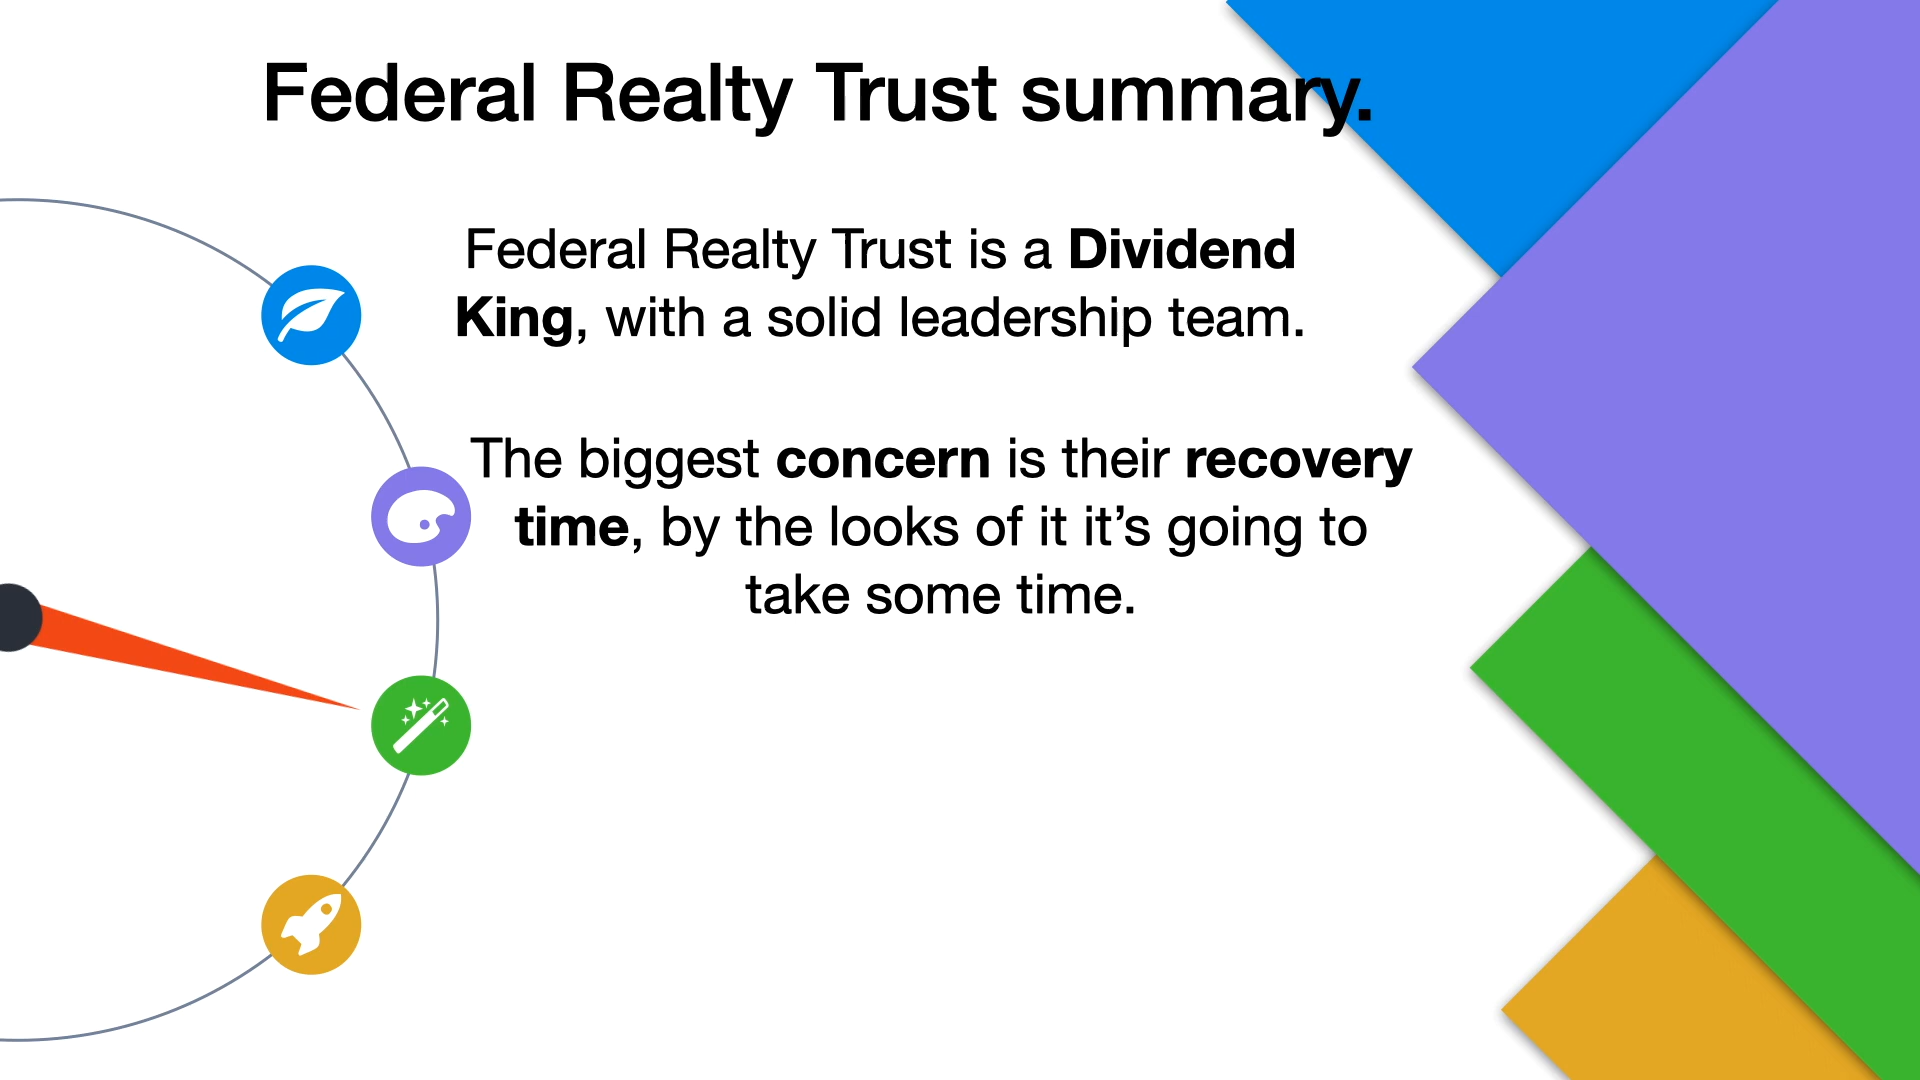 Federal Realty Trust summary.
Federal Realty Trust is a Dividend
King, with a solid leadership team.
The biggest concern is their recovery
time, by the looks of it it’s going to
take some time.